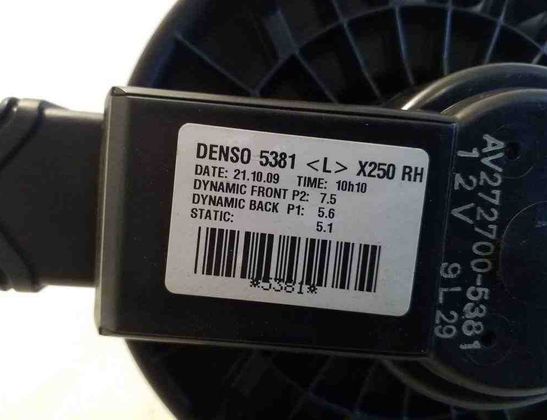 DENSO 5381 <L> X250 RH
DATE: 21.10.09 TIME: 10h10
DYNAMIC FRONT P2: 7.5
DYNAMIC BACK P1: 5.6
STATIC: 5.1
*5381*
AV272700-5381
12V
9L29